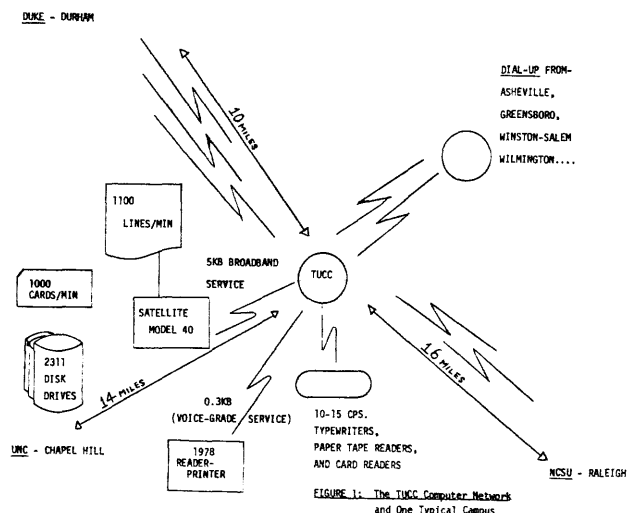 DUKE - DURHAM
10 MILES
DIAL-UP FROM-
ASHEVILLE,
GREENSBORO,
WINSTON-SALEM
WILMINGTON....
1100
LINES/MIN
5KB BROADBAND
SERVICE
TUCC
1000
CARDS/MIN
SATELLITE
MODEL 40
2311
DISK
DRIVES
14 MILES
16 MILES
0.3KB
(VOICE-GRADE SERVICE)
UNC - CHAPEL HILL
1978
READER-
PRINTER
10-15 CPS.
TYPEWRITERS,
PAPER TAPE READERS,
AND CARD READERS
NCSU - RALEIGH
FIGURE 1: The TUCC Computer Network
and One Typical Campus